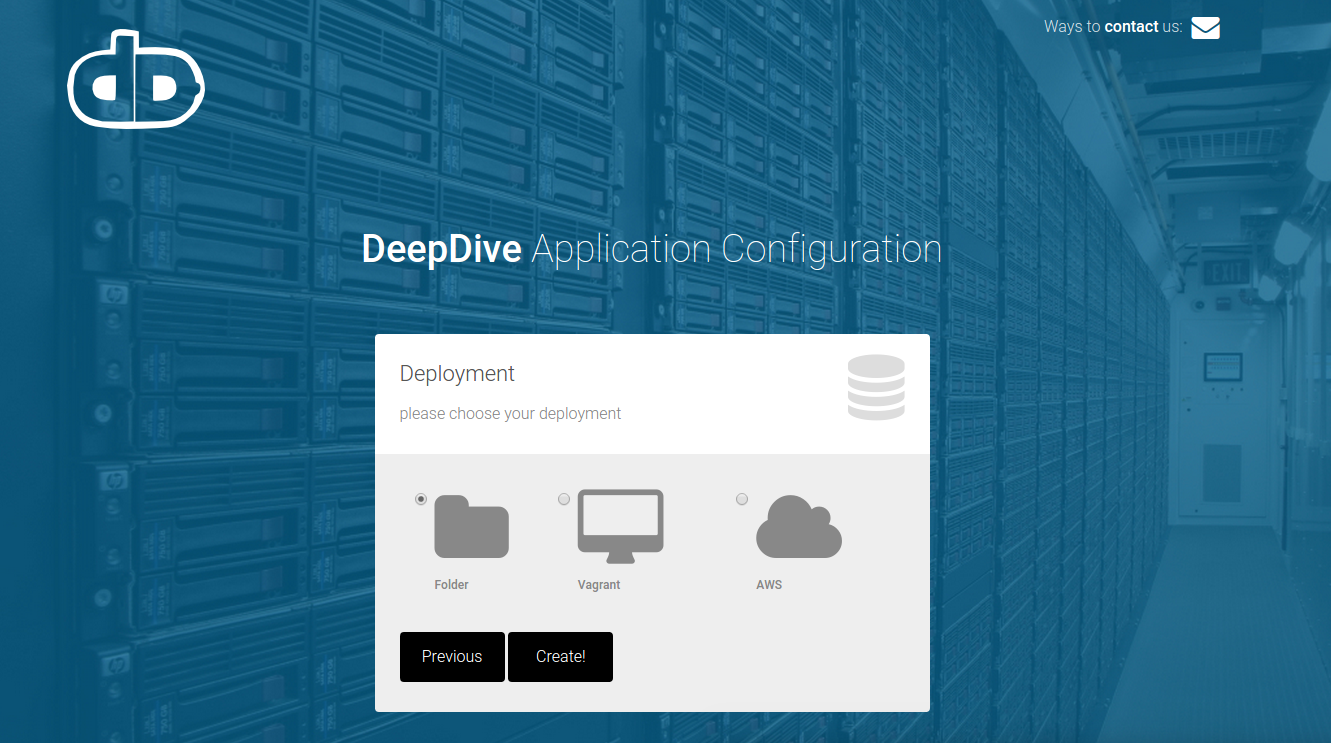 Ways to contact us:
DeepDive Application Configuration
Deployment
please choose your deployment
Folder
Vagrant
AWS
Previous
Create!